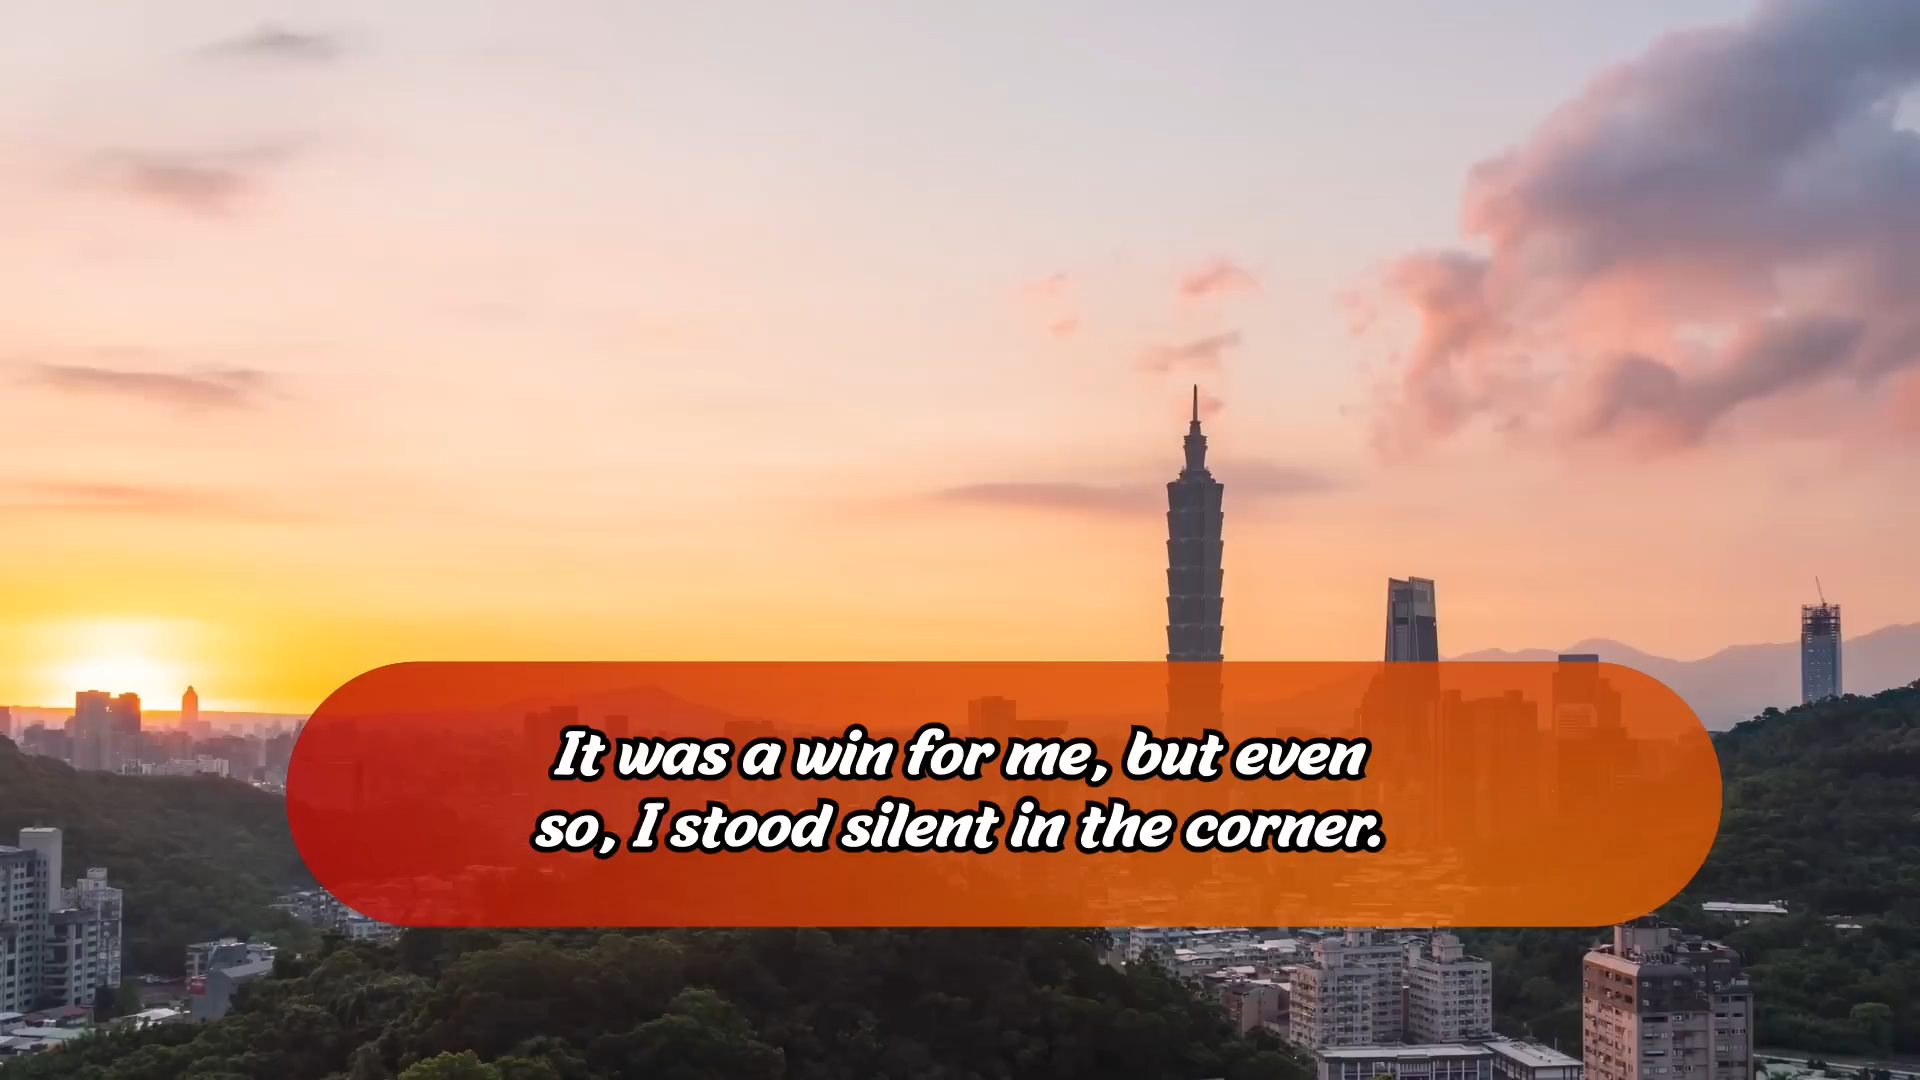 It was a win for me, but even
so, I stood silent in the corner.